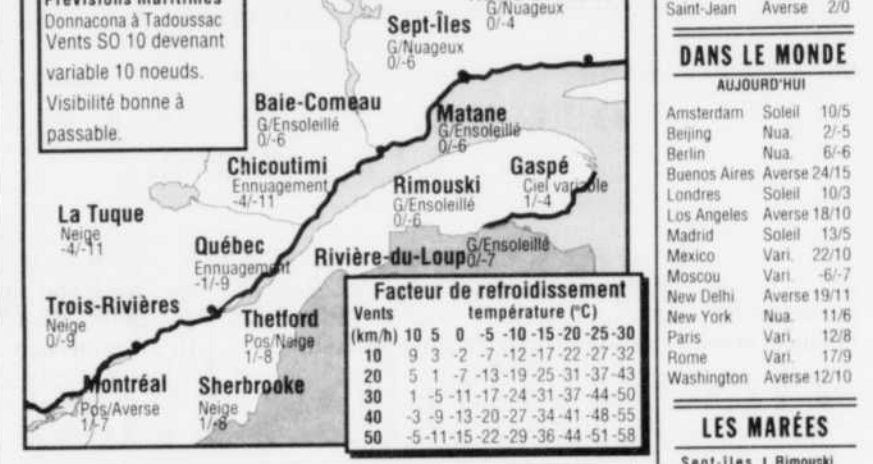 Prévisions maritimes
Donnacona à Tadoussac
Vents SO 10 devenant
variable 10 noeuds.
Visibilité bonne à
passable.
G/Nuageux
0/-4
Sept-Îles
G/Nuageux
0/-6
Baie-Comeau
G/Ensoleillé
0/-6
Matane
G/Ensoleillé
0/-6
Chicoutimi
Ennuagement
-4/-11
Rimouski
G/Ensoleillé
0/-6
Gaspé
Ciel variable
1/-4
La Tuque
Neige
-4/-11
Québec
Ennuagement
-1/-9
Rivière-du-Loup
G/Ensoleillé
0/-7
Trois-Rivières
Neige
0/-9
Thetford
Pos/Neige
1/-8
Montréal
Pos/Averse
1/-7
Sherbrooke
Neige
1/-8
Facteur de refroidissement
Vents température (°C)
(km/h) 10 5 0 -5 -10 -15 -20 -25 -30
10 9 3 -2 -7 -12 -17 -22 -27 -32
20 5 1 -7 -13 -19 -25 -31 -37 -43
30 1 -5 -11 -17 -24 -31 -37 -44 -50
40 -3 -9 -13 -20 -27 -34 -41 -48 -55
50 -5 -11 -15 -22 -29 -36 -44 -51 -58
Saint-Jean Averse 2/0
DANS LE MONDE
AUJOURD'HUI
Amsterdam Soleil 10/5
Beijing Nua. 2/-5
Berlin Nua. 6/-6
Buenos Aires Averse 24/15
Londres Soleil 10/3
Los Angeles Averse 18/10
Madrid Soleil 13/5
Mexico Vari. 22/10
Moscou Vari. -6/-7
New Delhi Averse 19/11
New York Nua. 11/6
Paris Vari. 12/8
Rome Vari. 17/9
Washington Averse 12/10
LES MARÉES
Sept-Îles Rimouski